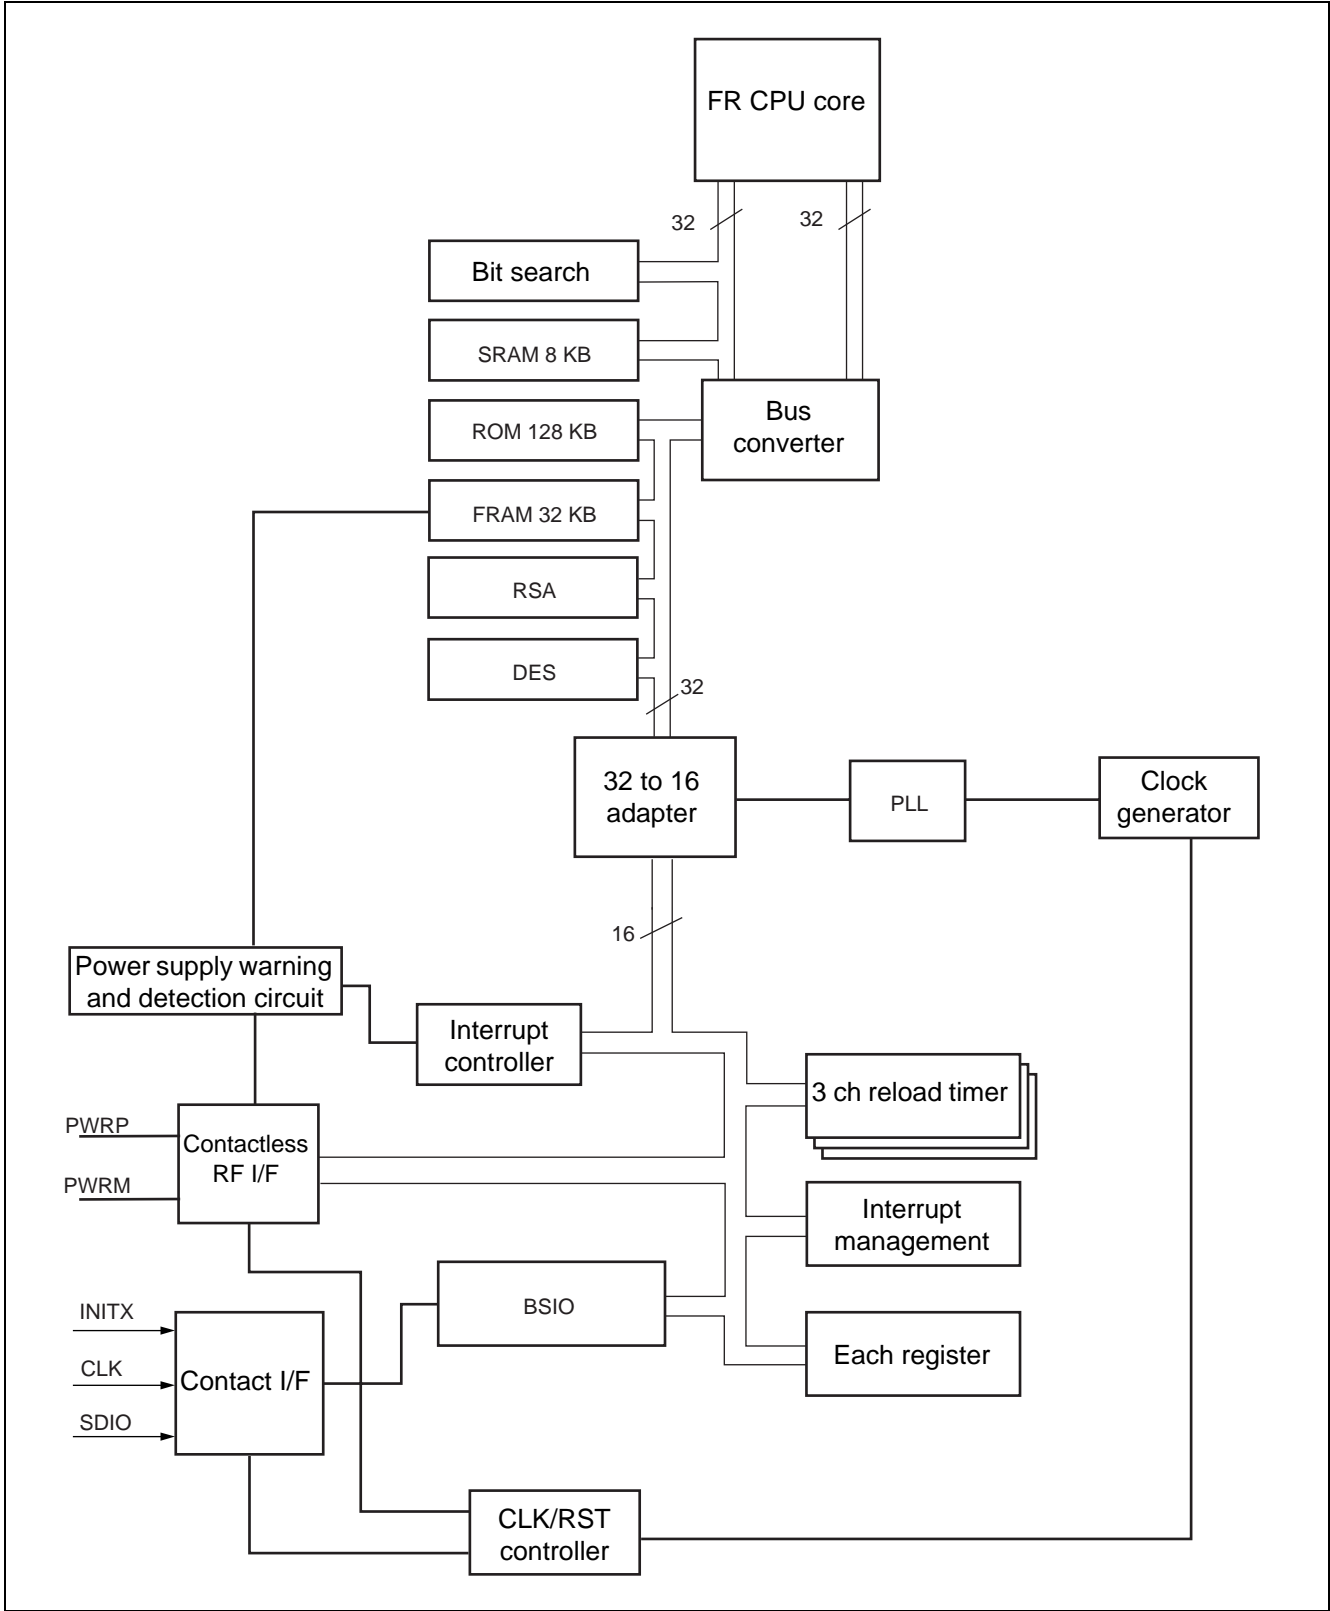 FR CPU core
32
32
Bit search
SRAM 8 KB
ROM 128 KB
Bus
converter
FRAM 32 KB
RSA
DES
32
32 to 16
adapter
PLL
Clock
generator
16
Power supply warning
and detection circuit
Interrupt
controller
3 ch reload timer
PWRP
Contactless
RF I/F
PWRM
Interrupt
management
BSIO
INITX
CLK
SDIO
Contact I/F
Each register
CLK/RST
controller